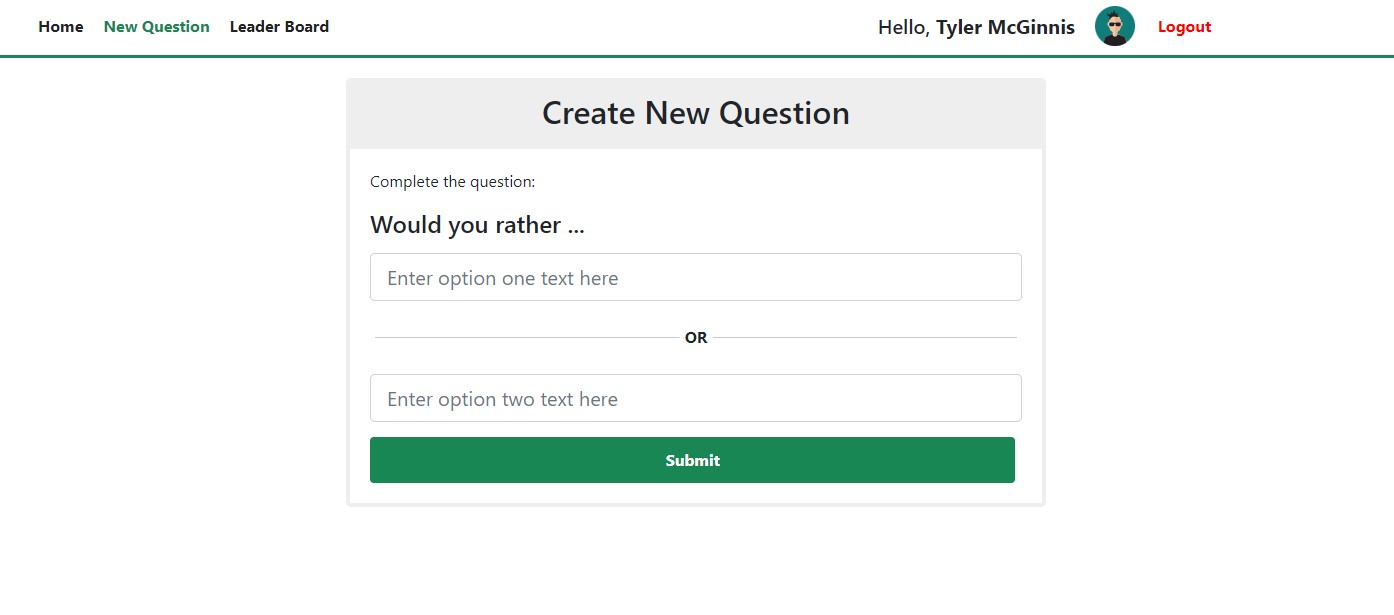 Home New Question Leader Board Hello, Tyler McGinnis Logout
Create New Question
Complete the question:
Would you rather ...
Enter option one text here
OR
Enter option two text here
Submit